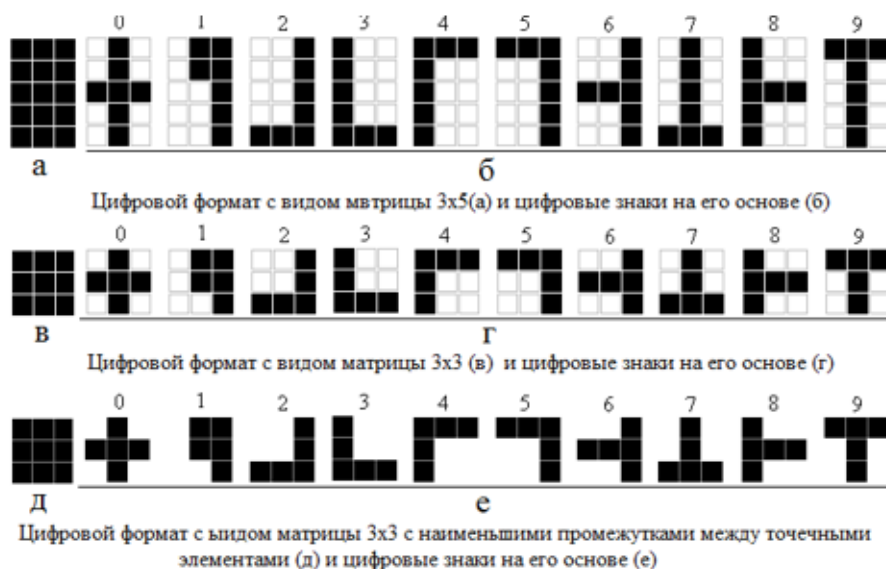 0 1 2 3 4 5 6 7 8 9
а б
Цифровой формат с видом мвтрицы 3х5(а) и цифровые знаки на его основе (б)
0 1 2 3 4 5 6 7 8 9
в г
Цифровой формат с видом матрицы 3х3 (в) и цифровые знаки на его основе (г)
0 1 2 3 4 5 6 7 8 9
д е
Цифровой формат с ыидом матрицы 3х3 с наименьшими промежутками между точечными
элементами (д) и цифровые знаки на его основе (е)